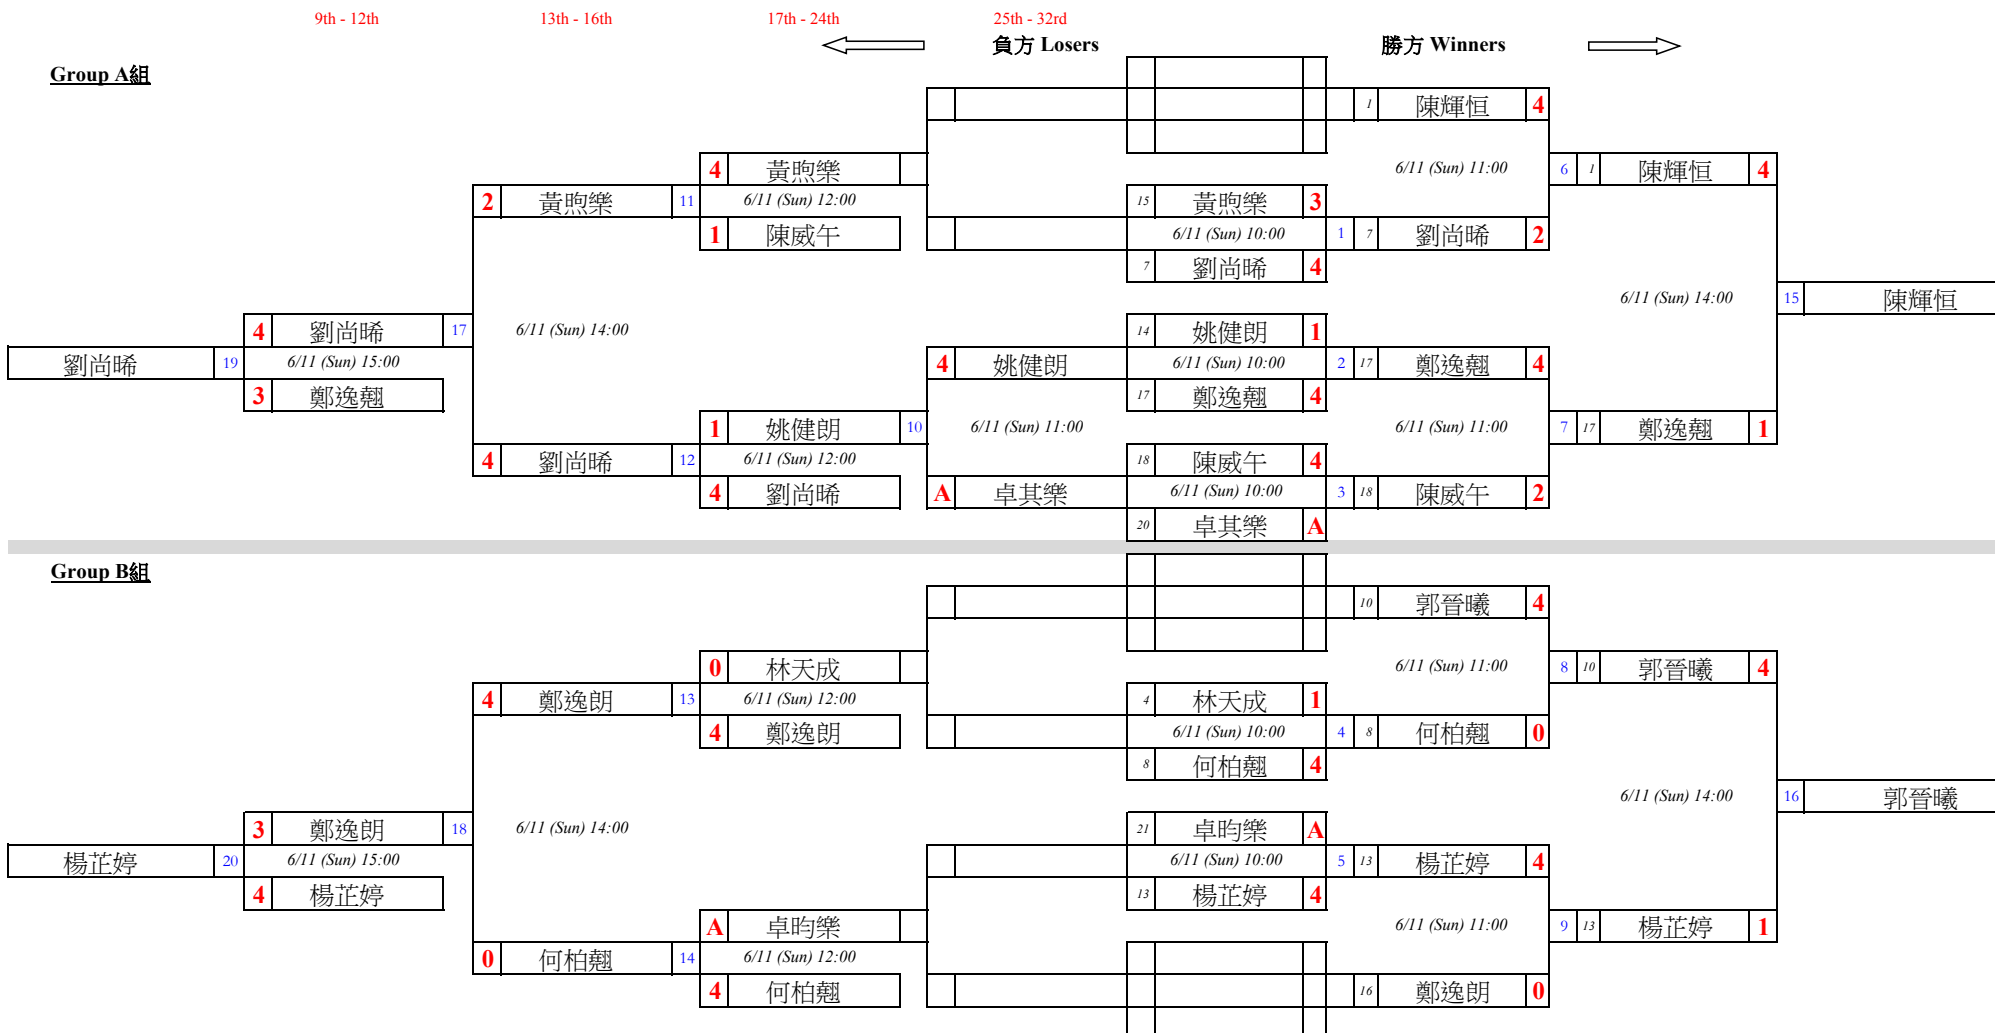 9th - 12th 13th - 16th 17th - 24th 25th - 32rd
負方 Losers 勝方 Winners
Group A組
1 陳輝恒 4
4 黃煦樂 6/11 (Sun) 11:00 6 1 陳輝恒 4
2 黃煦樂 11 6/11 (Sun) 12:00 15 黃煦樂 3
1 陳威午 6/11 (Sun) 10:00 1 7 劉尚晞 2
7 劉尚晞 4
6/11 (Sun) 14:00 15 陳輝恒
4 劉尚晞 17 6/11 (Sun) 14:00 14 姚健朗 1
劉尚晞 19 6/11 (Sun) 15:00 4 姚健朗 6/11 (Sun) 10:00 2 17 鄭逸翹 4
3 鄭逸翹 17 鄭逸翹 4
1 姚健朗 10 6/11 (Sun) 11:00 6/11 (Sun) 11:00 7 17 鄭逸翹 1
4 劉尚晞 12 6/11 (Sun) 12:00 18 陳威午 4
4 劉尚晞 A 卓其樂 6/11 (Sun) 10:00 3 18 陳威午 2
20 卓其樂 A
Group B組
10 郭晉曦 4
0 林天成 6/11 (Sun) 11:00 8 10 郭晉曦 4
4 鄭逸朗 13 6/11 (Sun) 12:00 4 林天成 1
4 鄭逸朗 6/11 (Sun) 10:00 4 8 何柏翹 0
8 何柏翹 4
6/11 (Sun) 14:00 16 郭晉曦
3 鄭逸朗 18 6/11 (Sun) 14:00 21 卓昀樂 A
楊芷婷 20 6/11 (Sun) 15:00 6/11 (Sun) 10:00 5 13 楊芷婷 4
4 楊芷婷 13 楊芷婷 4
A 卓昀樂 6/11 (Sun) 11:00 9 13 楊芷婷 1
0 何柏翹 14 6/11 (Sun) 12:00
4 何柏翹 16 鄭逸朗 0